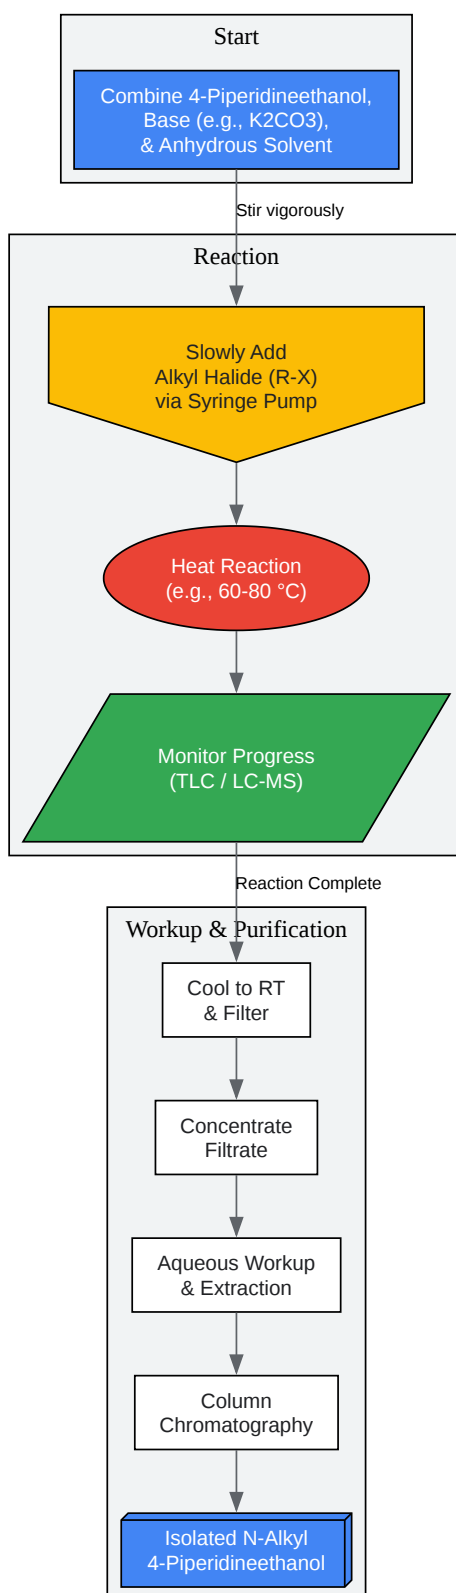 Start
Combine 4-Piperidineethanol,
Base (e.g., K2CO3),
& Anhydrous Solvent
Stir vigorously
Reaction
Slowly Add
Alkyl Halide (R-X)
via Syringe Pump
Heat Reaction
(e.g., 60-80 °C)
Monitor Progress
(TLC / LC-MS)
Reaction Complete
Workup & Purification
Cool to RT
& Filter
Concentrate
Filtrate
Aqueous Workup
& Extraction
Column
Chromatography
Isolated N-Alkyl
4-Piperidineethanol